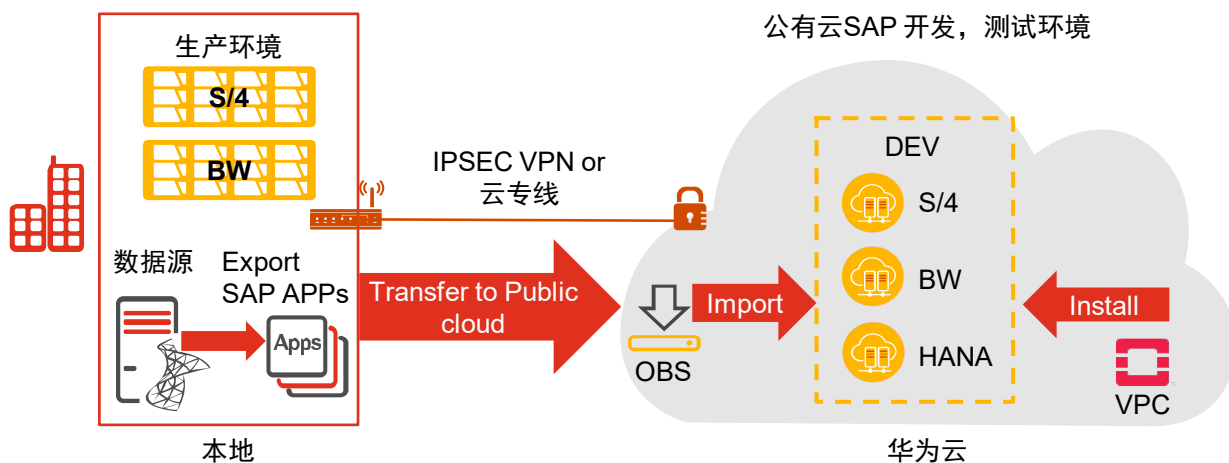 公有云SAP 开发，测试环境
生产环境
S/4
BW
IPSEC VPN or
云专线
DEV
S/4
BW
HANA
数据源
Export
SAP APPs
Apps
Transfer to Public
cloud
OBS
Import
Install
VPC
本地
华为云